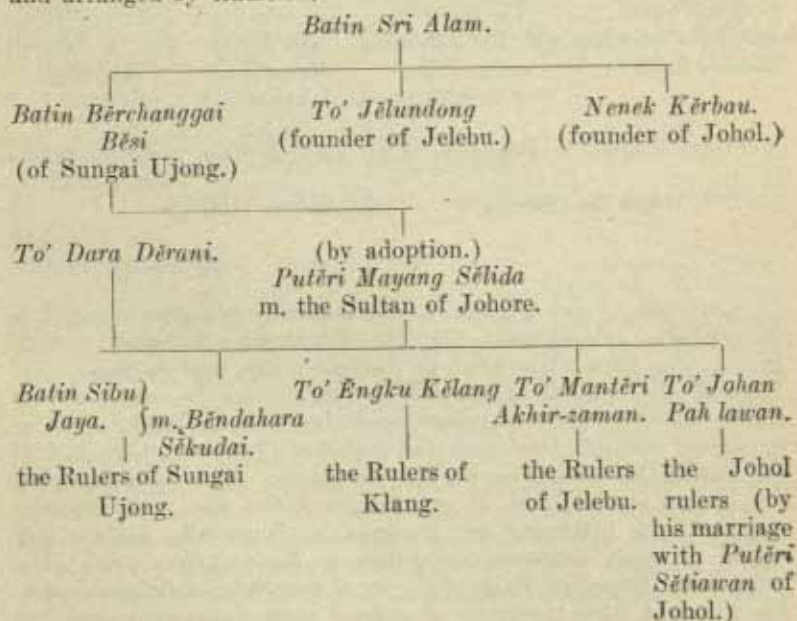 Batin Sri Alam.
Batin Bĕrchanggai To' Jĕlundong Nenek Kĕrbau.
Bĕsi (founder of Jelebu.) (founder of Johol.)
(of Sungai Ujong.)
To' Dara Dĕrani. (by adoption.)
Putĕri Mayang Sĕlida
m. the Sultan of Johore.
Batin Sibu } To' Ĕngku Kĕlang To' Mantĕri To' Johan
Jaya. { m. Bĕndahara Akhir-zaman. Pah lawan.
Sĕkudai.
the Rulers of Sungai the Rulers of the Rulers the Johol
Ujong. Klang. of Jelebu. rulers (by
his marriage
with Putĕri
Sĕtiawan of
Johol.)